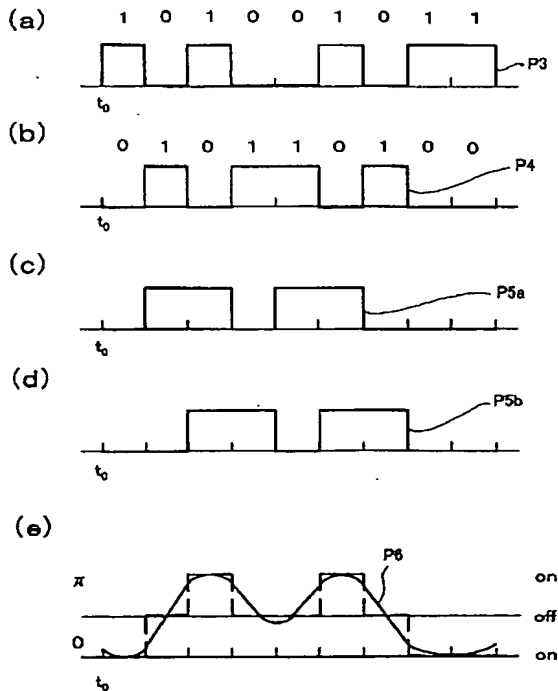 (a)
1 0 1 0 0 1 0 1 1
P3
t0
(b)
0 1 0 1 1 0 1 0 0
P4
t0
(c)
P5a
t0
(d)
P5b
t0
(e)
P6
π
on
off
0
on
t0